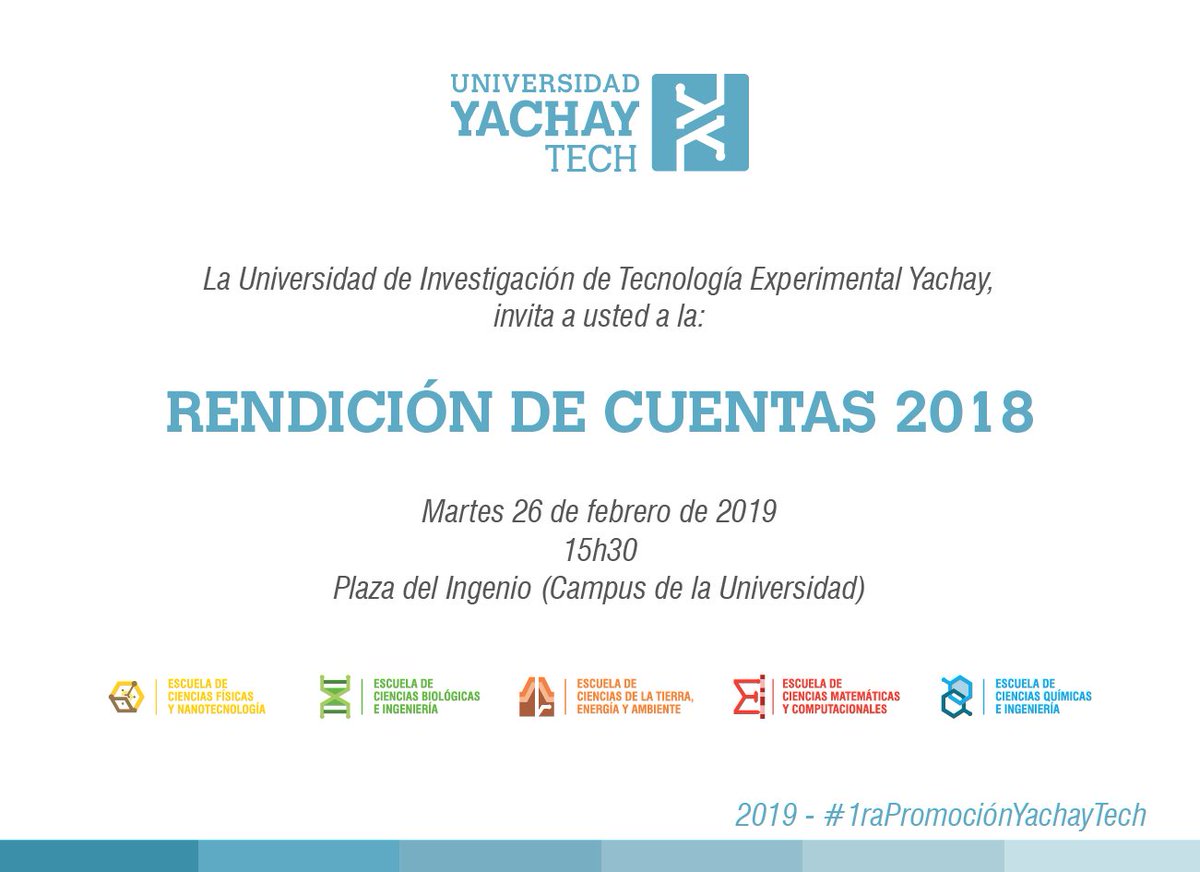 UNIVERSIDAD
YACHAY
TECH
La Universidad de Investigación de Tecnología Experimental Yachay,
invita a usted a la:
RENDICIÓN DE CUENTAS 2018
Martes 26 de febrero de 2019
15h30
Plaza del Ingenio (Campus de la Universidad)
ESCUELA DE
CIENCIAS FÍSICAS
Y NANOTECNOLOGÍA
ESCUELA DE
CIENCIAS BIOLÓGICAS
E INGENIERÍA
ESCUELA DE
CIENCIAS DE LA TIERRA,
ENERGÍA Y AMBIENTE
ESCUELA DE
CIENCIAS MATEMÁTICAS
Y COMPUTACIONALES
ESCUELA DE
CIENCIAS QUÍMICAS
E INGENIERÍA
2019 - #1raPromociónYachayTech